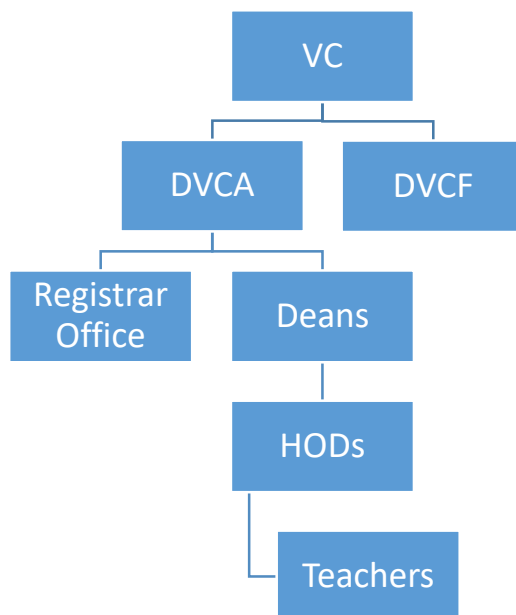 VC
DVCA
DVCF
Registrar
Office
Deans
HODs
Teachers